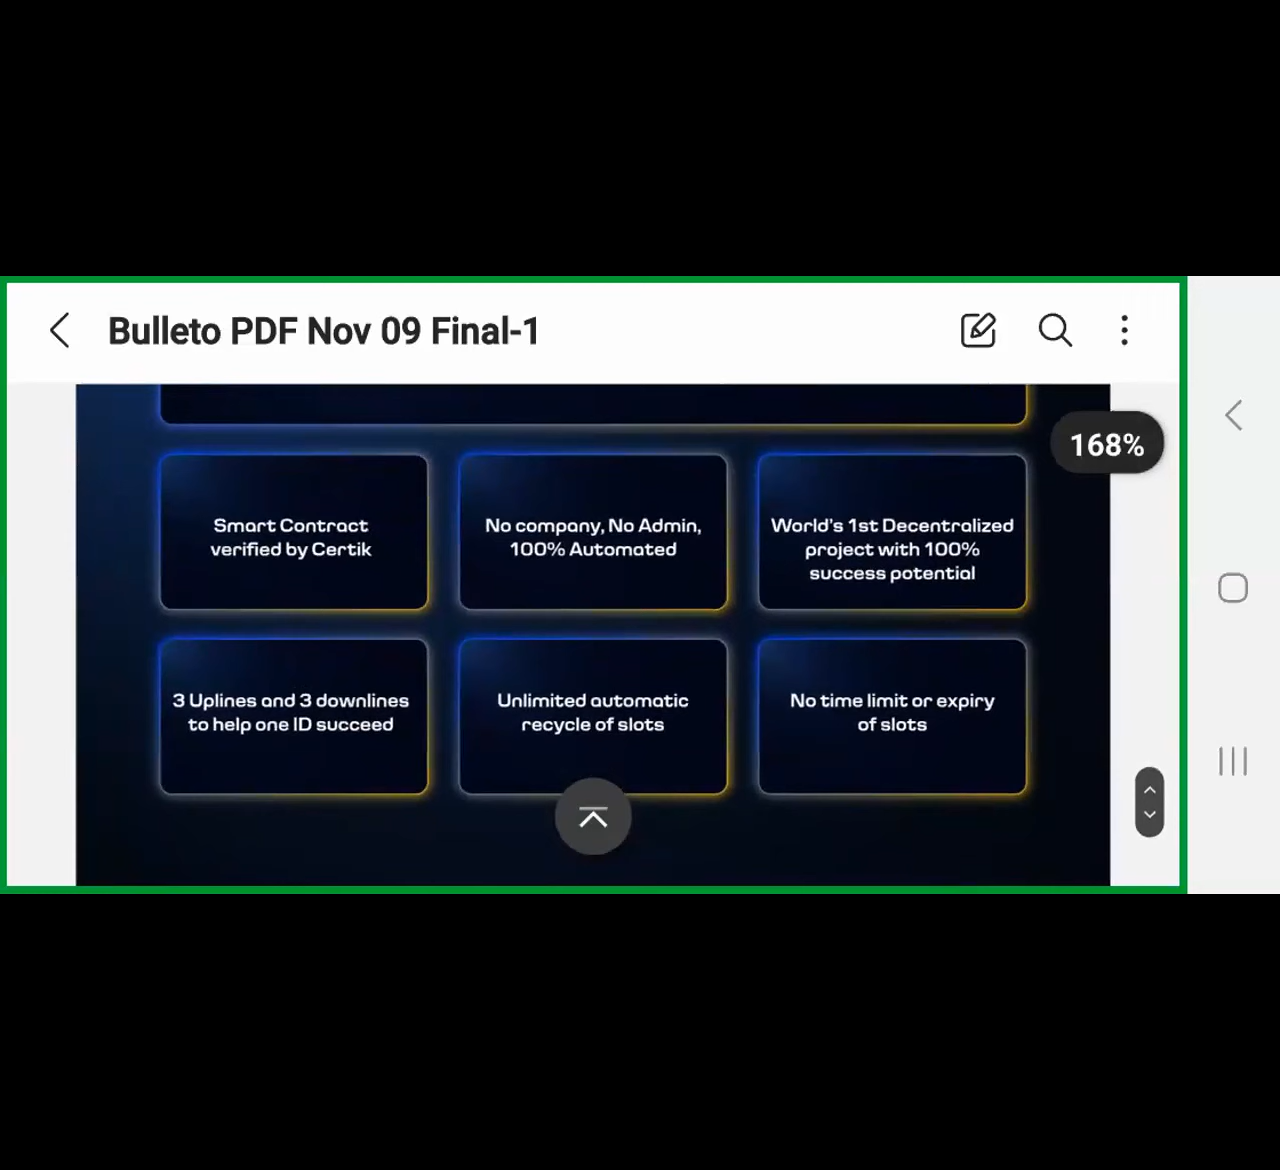 Bulleto PDF Nov 09 Final-1
168%
Smart Contract
verified by Certik
No company, No Admin,
100% Automated
World's 1st Decentralized
project with 100%
success potential
3 Uplines and 3 downlines
to help one ID succeed
Unlimited automatic
recycle of slots
No time limit or expiry
of slots